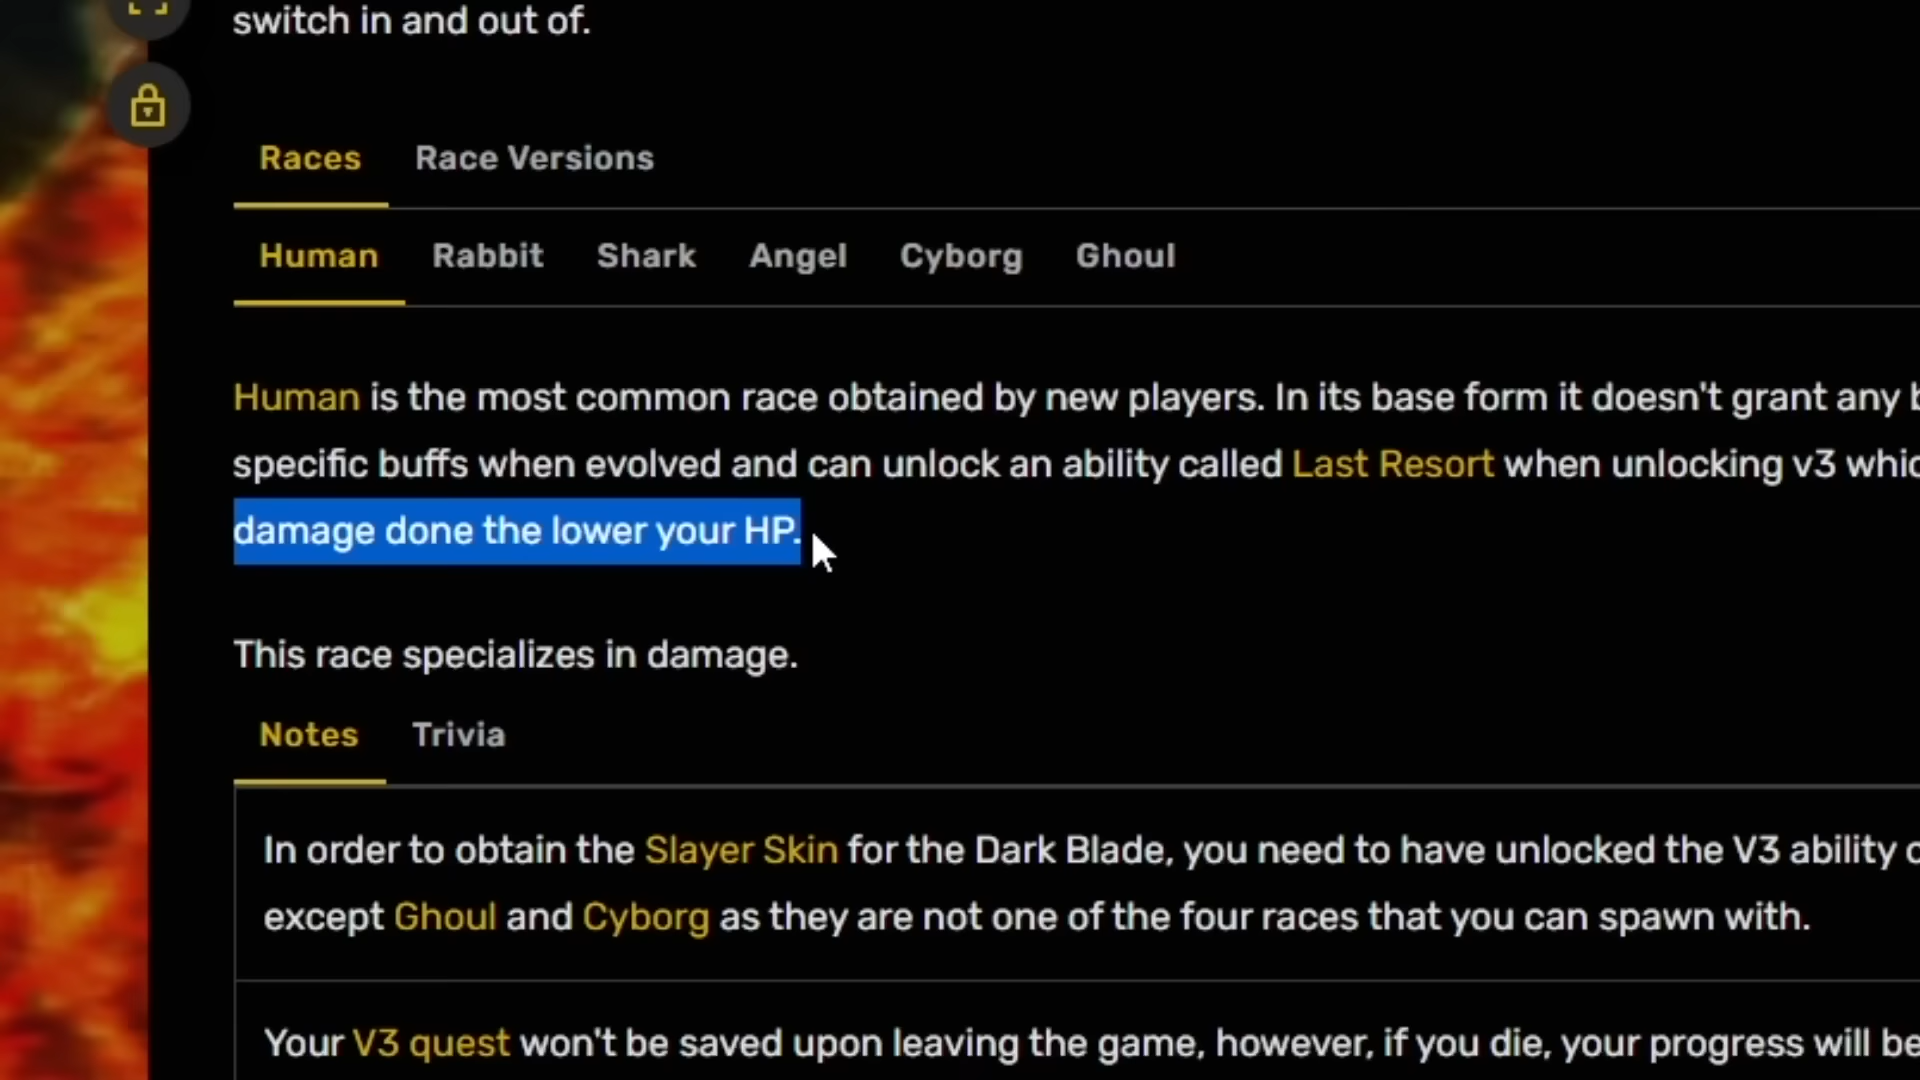 switch in and out of.
Races Race Versions
Human Rabbit Shark Angel Cyborg Ghoul
Human is the most common race obtained by new players. In its base form it doesn't grant any
specific buffs when evolved and can unlock an ability called Last Resort when unlocking v3
damage done the lower your HP.
This race specializes in damage.
Notes Trivia
In order to obtain the Slayer Skin for the Dark Blade, you need to have unlocked the V3 ability
except Ghoul and Cyborg as they are not one of the four races that you can spawn with.
Your V3 quest won't be saved upon leaving the game, however, if you die, your progress will be